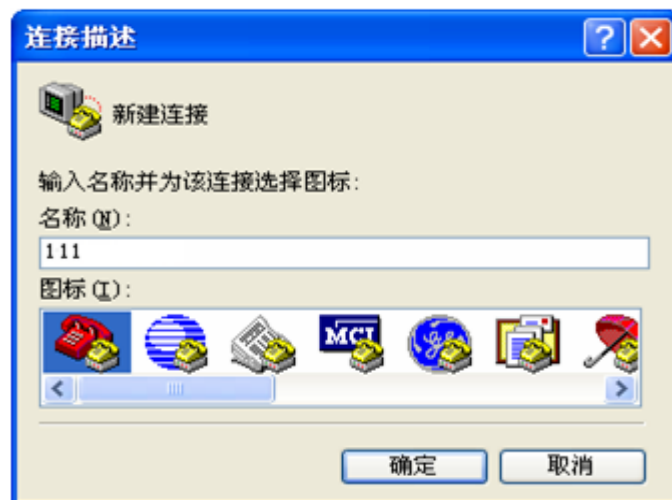 连接描述
新建连接
输入名称并为该连接选择图标:
名称(N):
111
图标(I):
MCI
确定
取消